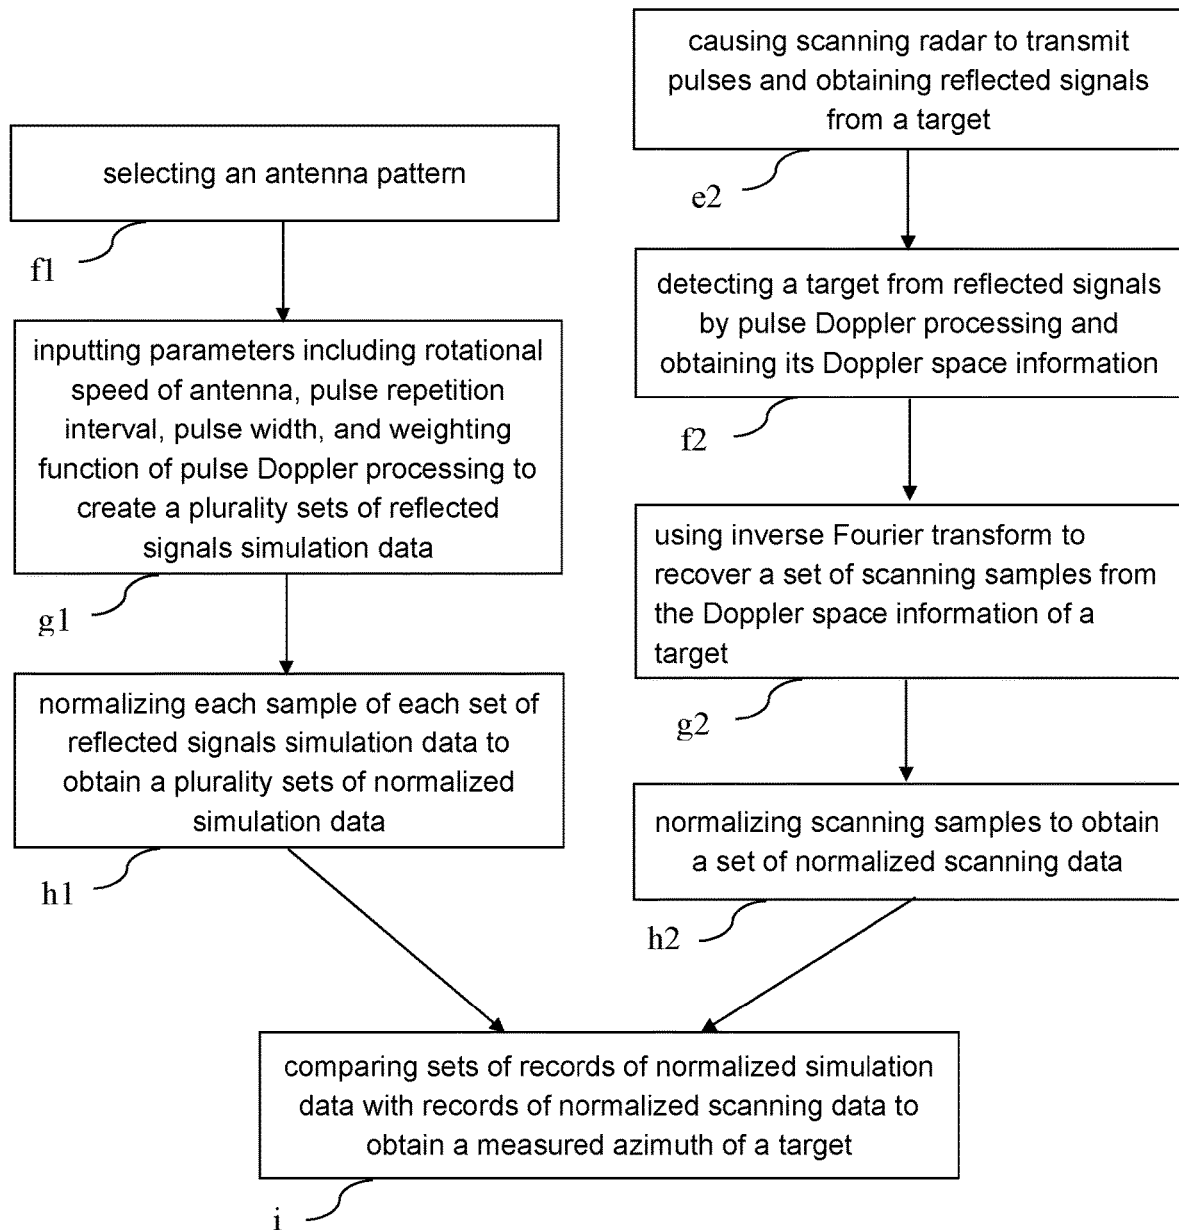 selecting an antenna pattern
f1
inputting parameters including rotational
speed of antenna, pulse repetition
interval, pulse width, and weighting
function of pulse Doppler processing to
create a plurality sets of reflected
signals simulation data
g1
normalizing each sample of each set of
reflected signals simulation data to
obtain a plurality sets of normalized
simulation data
h1
causing scanning radar to transmit
pulses and obtaining reflected signals
from a target
e2
detecting a target from reflected signals
by pulse Doppler processing and
obtaining its Doppler space information
f2
using inverse Fourier transform to
recover a set of scanning samples from
the Doppler space information of a
target
g2
normalizing scanning samples to obtain
a set of normalized scanning data
h2
comparing sets of records of normalized simulation
data with records of normalized scanning data to
obtain a measured azimuth of a target
i